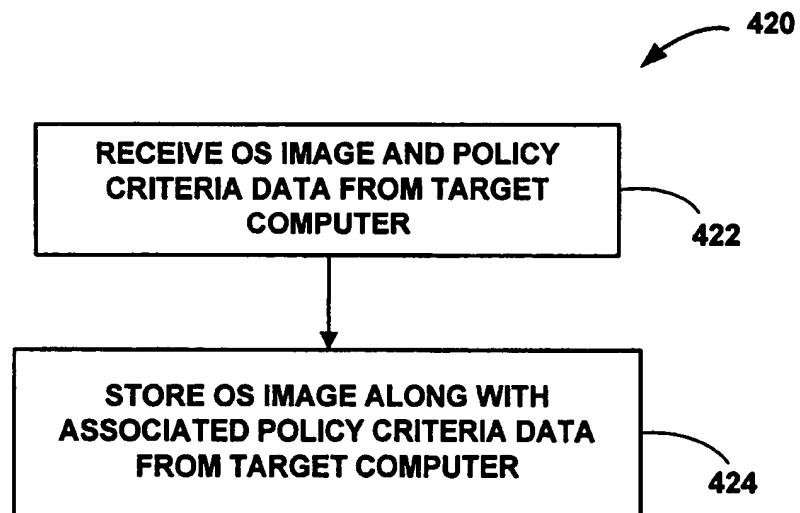 420
RECEIVE OS IMAGE AND POLICY
CRITERIA DATA FROM TARGET
COMPUTER
422
STORE OS IMAGE ALONG WITH
ASSOCIATED POLICY CRITERIA DATA
FROM TARGET COMPUTER
424